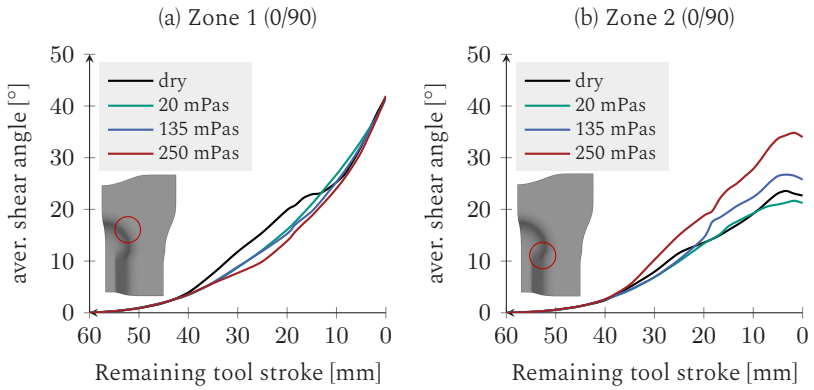 (a) Zone 1 (0/90)
aver. shear angle [°]
50
40
30
20
10
0
dry
20 mPas
135 mPas
250 mPas
60 50 40 30 20 10 0
Remaining tool stroke [mm]
(b) Zone 2 (0/90)
aver. shear angle [°]
50
40
30
20
10
0
dry
20 mPas
135 mPas
250 mPas
60 50 40 30 20 10 0
Remaining tool stroke [mm]